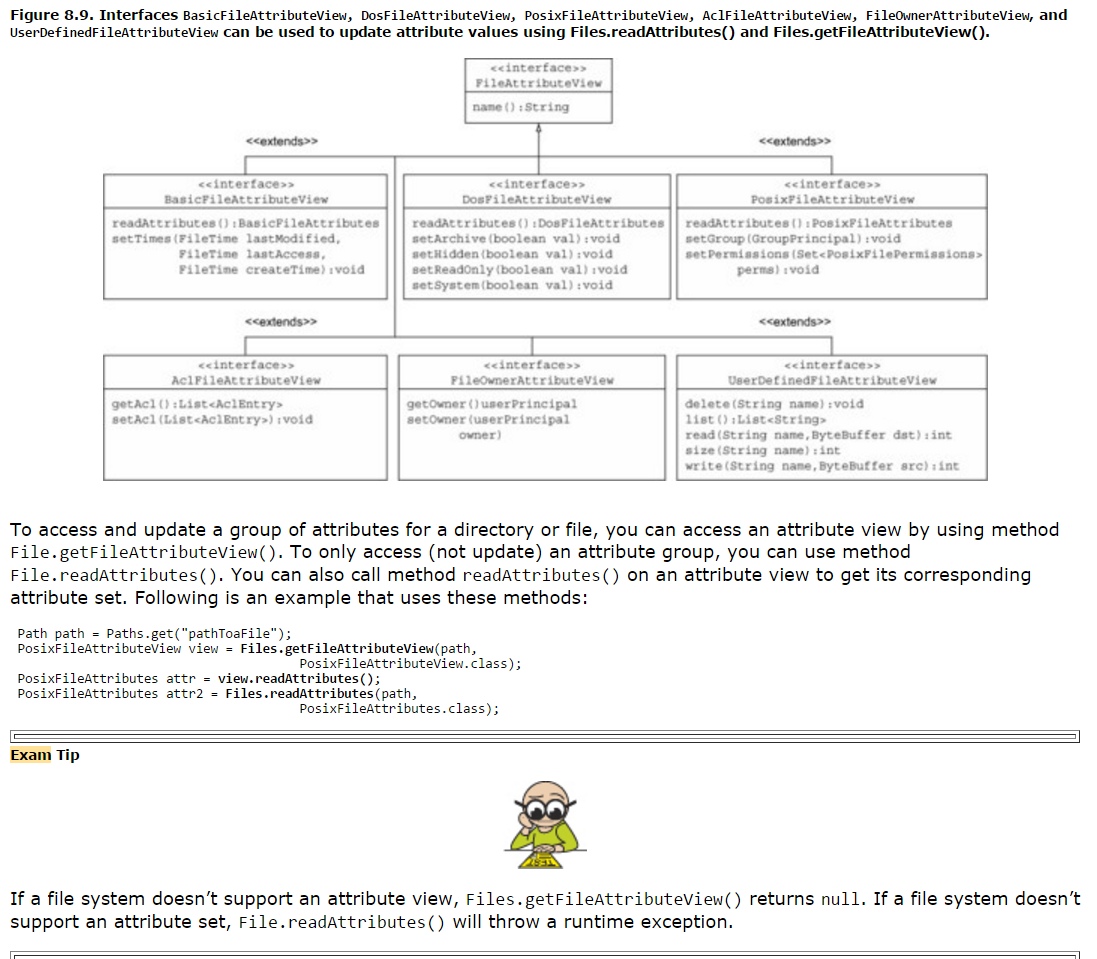 Figure 8.9. Interfaces BasicFileAttributeView, DosFileAttributeView, PosixFileAttributeView, AclFileAttributeView, FileOwnerAttributeView, and
UserDefinedFileAttributeView can be used to update attribute values using Files.readAttributes() and Files.getFileAttributeView().
<<interface>>
FileAttributeView
name():String
<<extends>>
<<extends>>
<<interface>>
BasicFileAttributeView
readAttributes():BasicFileAttributes
setTimes(FileTime lastModified,
FileTime lastAccess,
FileTime createTime):void
<<interface>>
DosFileAttributeView
readAttributes():DosFileAttributes
setArchive(boolean val):void
setHidden(boolean val):void
setReadOnly(boolean val):void
setSystem(boolean val):void
<<interface>>
PosixFileAttributeView
readAttributes():PosixFileAttributes
setGroup(GroupPrincipal):void
setPermissions(Set<PosixFilePermissions>
perms):void
<<extends>>
<<extends>>
<<interface>>
AclFileAttributeView
getAcl():List<AclEntry>
setAcl(List<AclEntry>):void
<<interface>>
FileOwnerAttributeView
getOwner()userPrincipal
setOwner(userPrincipal
owner)
<<interface>>
UserDefinedFileAttributeView
delete(String name):void
list():List<String>
read(String name,ByteBuffer dst):int
size(String name):int
write(String name,ByteBuffer src):int
To access and update a group of attributes for a directory or file, you can access an attribute view by using method
File.getFileAttributeView(). To only access (not update) an attribute group, you can use method
File.readAttributes(). You can also call method readAttributes() on an attribute view to get its corresponding
attribute set. Following is an example that uses these methods:
Path path = Paths.get("pathToaFile");
PosixFileAttributeView view = Files.getFileAttributeView(path,
PosixFileAttributeView.class);
PosixFileAttributes attr = view.readAttributes();
PosixFileAttributes attr2 = Files.readAttributes(path,
PosixFileAttributes.class);
Exam Tip
TEST
If a file system doesn't support an attribute view, Files.getFileAttributeView() returns null. If a file system doesn't
support an attribute set, File.readAttributes() will throw a runtime exception.